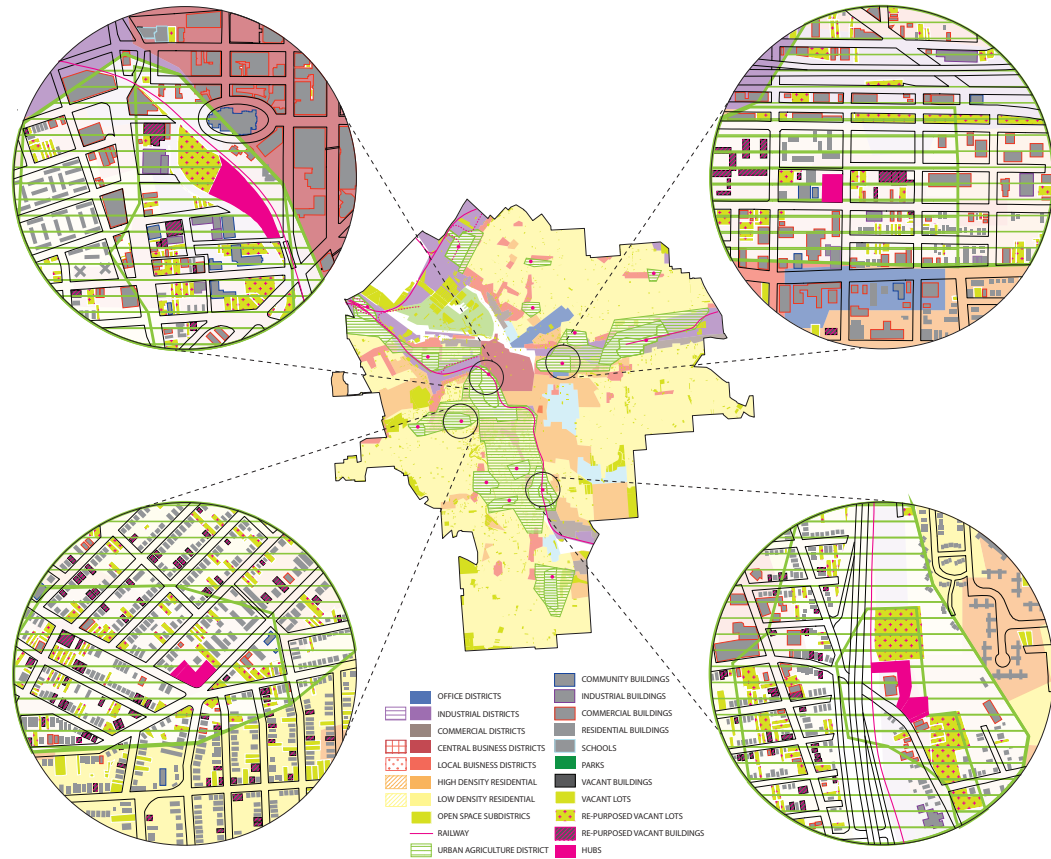 OFFICE DISTRICTS
INDUSTRIAL DISTRICTS
COMMERCIAL DISTRICTS
CENTRAL BUSINESS DISTRICTS
LOCAL BUISNESS DISTRICTS
HIGH DENSITY RESIDENTIAL
LOW DENSITY RESIDENTIAL
OPEN SPACE SUBDISTRICS
RAILWAY
URBAN AGRICULTURE DISTRICT
COMMUNITY BUILDINGS
INDUSTRIAL BUILDINGS
COMMERCIAL BUILDINGS
RESIDENTIAL BUILDINGS
SCHOOLS
PARKS
VACANT BUILDINGS
VACANT LOTS
RE-PURPOSED VACANT LOTS
RE-PURPOSED VACANT BUILDINGS
HUBS